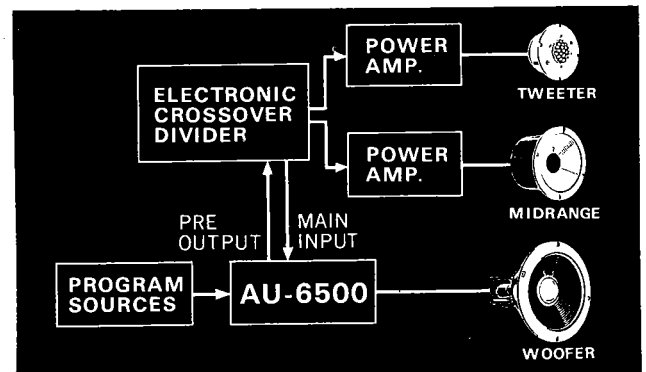 POWER
AMP.
TWEETER
ELECTRONIC
CROSSOVER
DIVIDER
POWER
AMP.
MIDRANGE
PRE
OUTPUT
MAIN
INPUT
PROGRAM
SOURCES
AU-6500
WOOFER